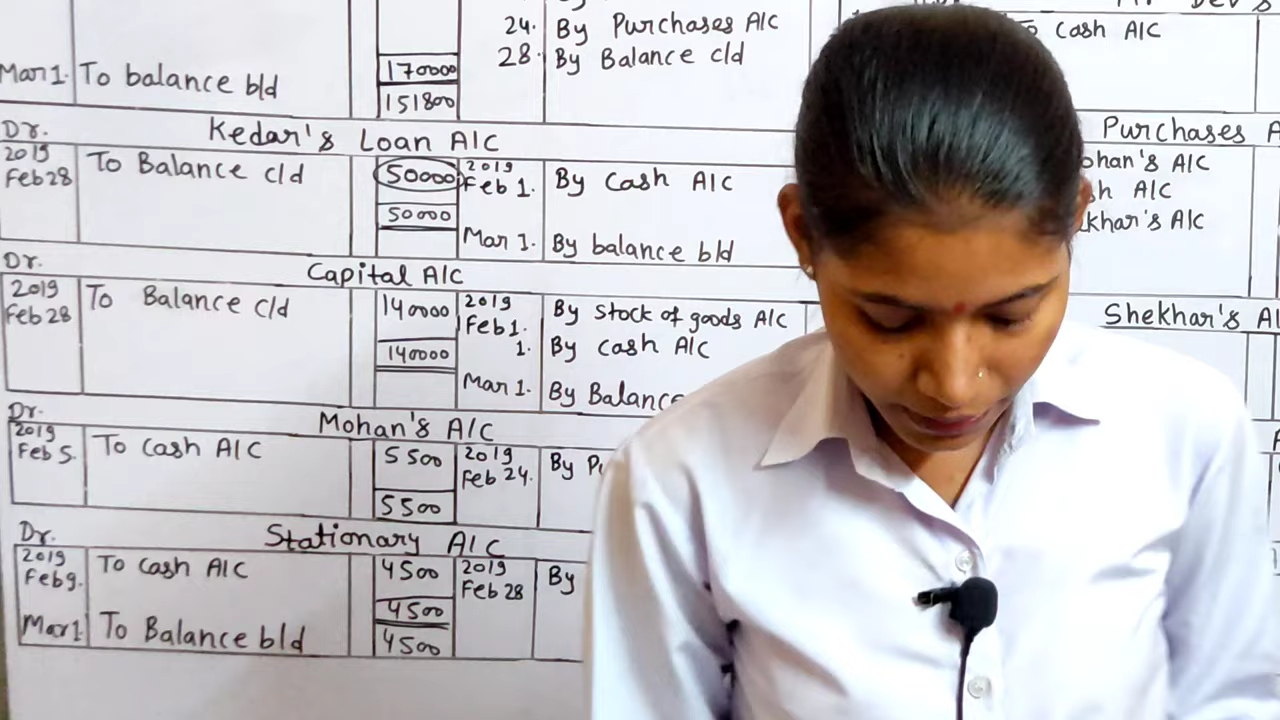 24. By Purchases A/C
28. By Balance c/d
170000
Mar 1. To balance b/d
151800
To Cash A/C
Dr. Kedar's Loan A/C
2019 Feb 28 To Balance c/d 50000 2019 Feb 1. By Cash A/C
50000
Mar 1. By balance b/d
Dr. Capital A/C
2019 Feb 28 To Balance c/d 140000 2019 Feb 1. By Stock of goods A/C
140000 1. By Cash A/C
Mar 1. By Balance
Dr. Mohan's A/C
2019 Feb 5. To Cash A/C 5500 2019 Feb 24. By
5500
Dr. Stationary A/C
2019 Feb 9. To Cash A/C 4500 2019 Feb 28 By
4500
Mar 1 To Balance b/d 4500
Purchases A
ohan's A/C
sh A/C
khar's A/C
Shekhar's A/